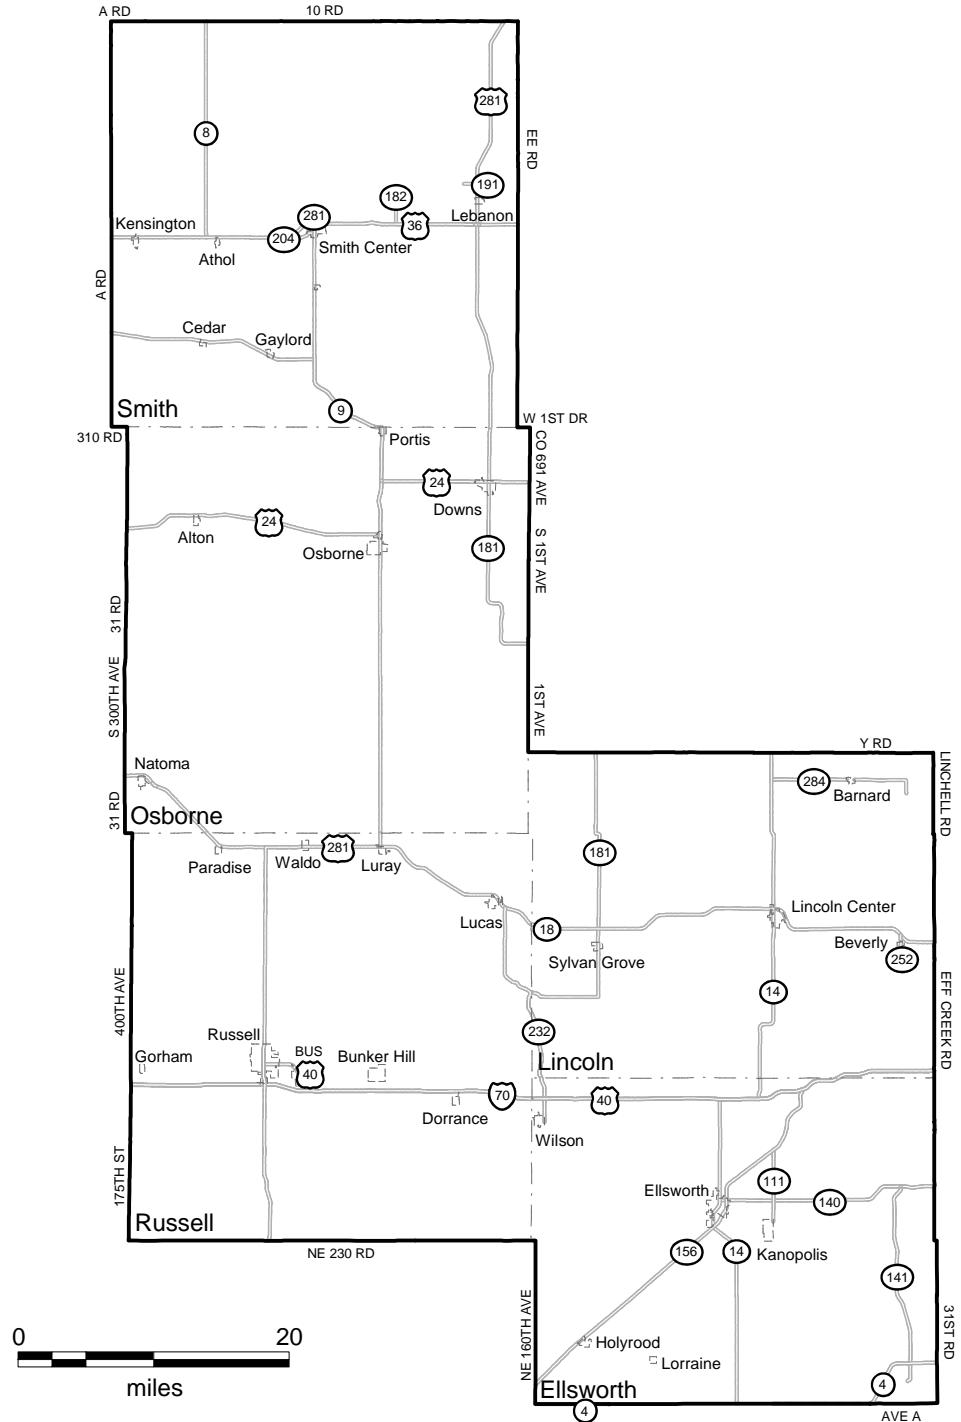 A RD
10 RD
281
EE RD
8
191
182
Kensington
281
Lebanon
36
204
Smith Center
Athol
A RD
Cedar
Gaylord
9
Smith
W 1ST DR
310 RD
Portis
CO 691 AVE
24
Downs
24
Alton
Osborne
181
S 1ST AVE
31 RD
S 300TH AVE
1ST AVE
Y RD
Natoma
LINCHELL RD
284
Barnard
31 RD
Osborne
181
Paradise
Waldo
281
Luray
Lincoln Center
Lucas
18
Beverly
Sylvan Grove
252
400TH AVE
14
EFF CREEK RD
232
Russell
BUS
40
Gorham
Bunker Hill
Lincoln
70
40
Dorrance
Wilson
175TH ST
111
Ellsworth
140
Russell
NE 230 RD
156
14
Kanopolis
141
NE 160TH AVE
31ST RD
0
20
miles
Holyrood
Lorraine
4
Ellsworth
4
AVE A